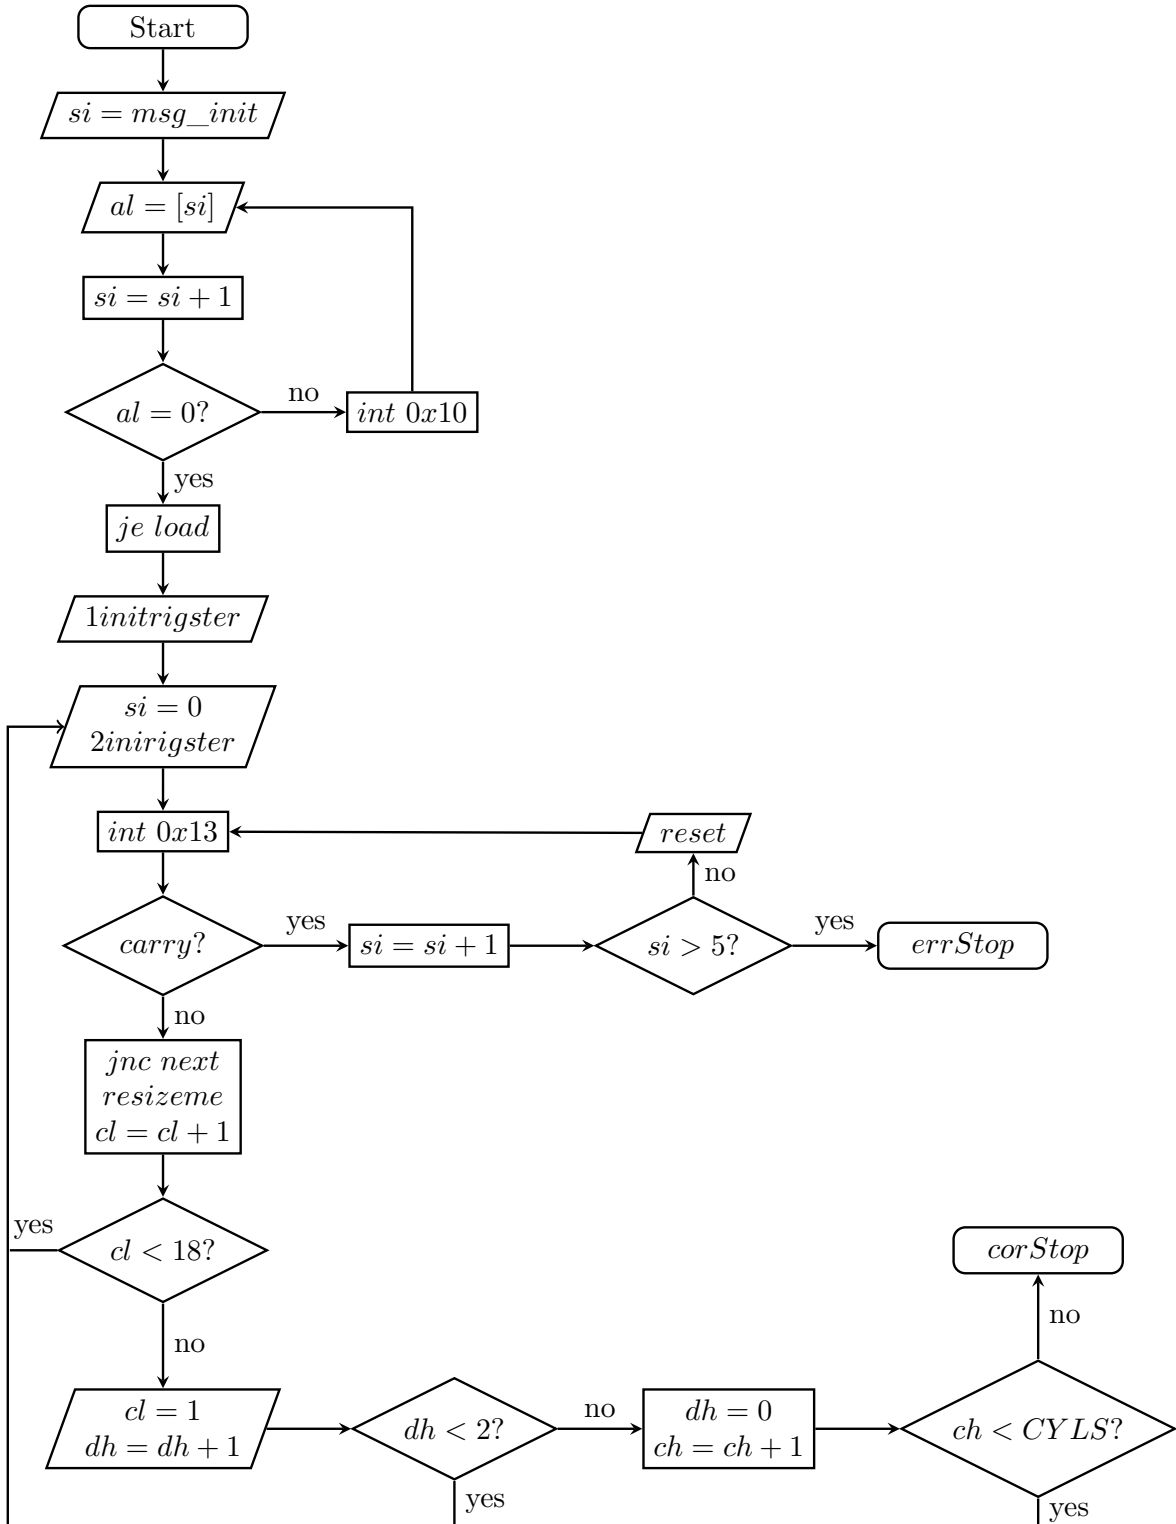 Start
si = msg_init
al = [si]
si = si + 1
al = 0?
no
int 0x10
yes
je load
1initrigster
si = 0
2inirigster
int 0x13
reset
no
carry?
yes
si = si + 1
si > 5?
yes
errStop
no
jnc next
resizeme
cl = cl + 1
yes
cl < 18?
corStop
no
no
cl = 1
dh = dh + 1
dh < 2?
no
dh = 0
ch = ch + 1
ch < CYLS?
yes
yes